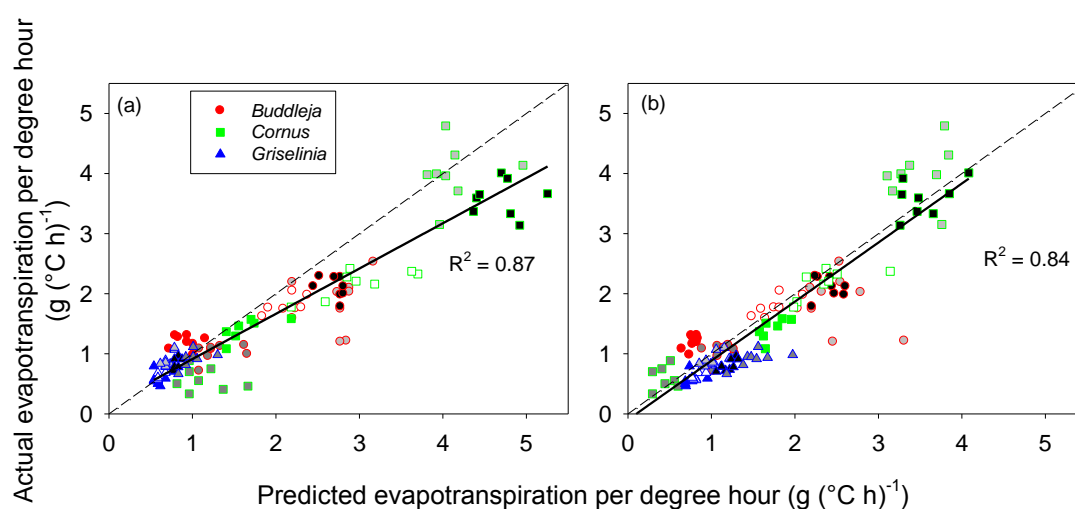 Actual evapotranspiration per degree hour
(g (°C h)-1
(a)
Buddleja
Cornus
Griselinia
R2 = 0.87
0
1
2
3
4
5
0 1 2 3 4 5
(b)
R2 = 0.84
0
1
2
3
4
5
0 1 2 3 4 5
Predicted evapotranspiration per degree hour (g (°C h)-1